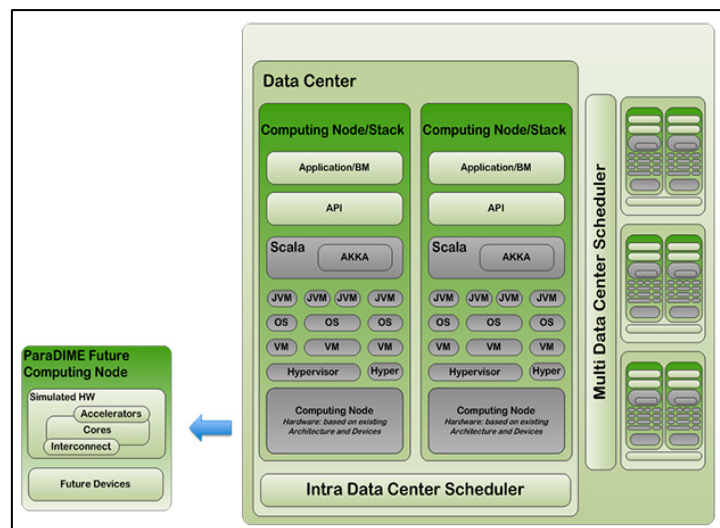 Data Center
Computing Node/Stack
Application/BM
API
Scala
AKKA
JVM JVM JVM JVM
OS OS OS
VM VM VM
Hypervisor Hyper
Computing Node
Hardware: based on existing
Architecture and Devices
Computing Node/Stack
Application/BM
API
Scala
AKKA
JVM JVM JVM JVM
OS OS OS
VM VM VM
Hypervisor Hyper
Computing Node
Hardware: based on existing
Architecture and Devices
Intra Data Center Scheduler
Multi Data Center Scheduler
ParaDIME Future
Computing Node
Simulated HW
Accelerators
Cores
Interconnect
Future Devices